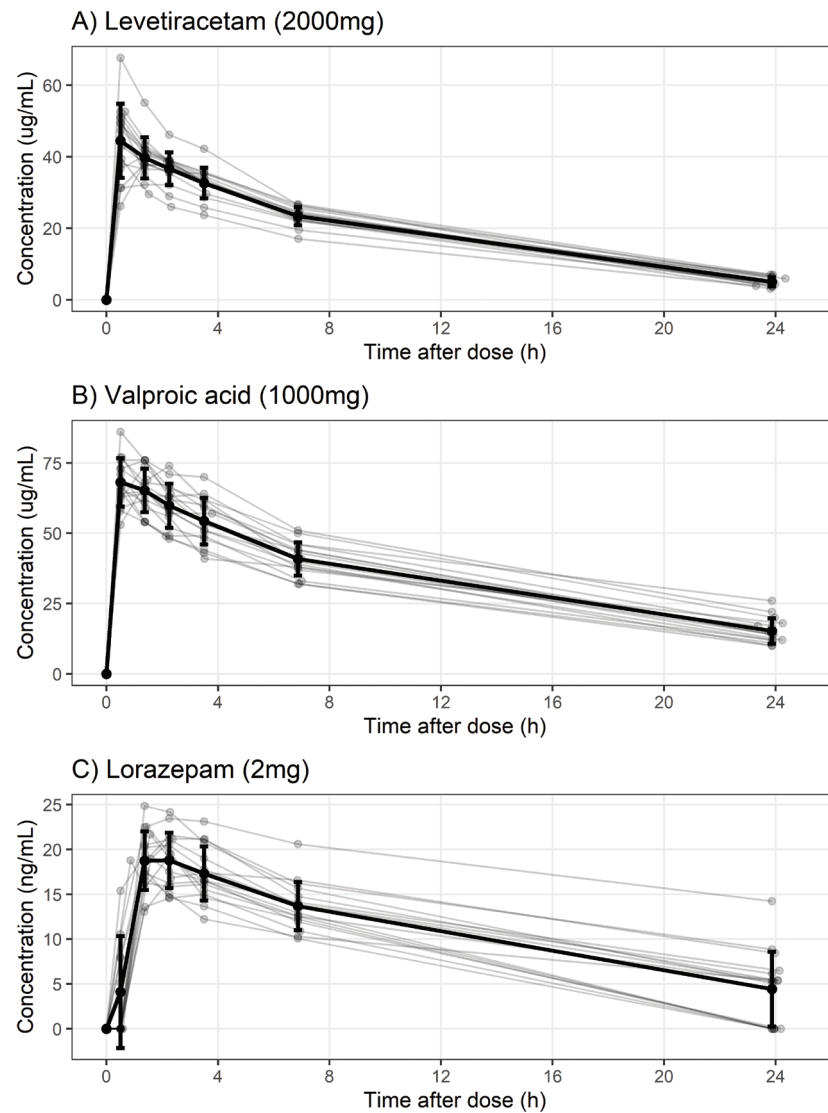 A) Levetiracetam (2000mg)
Concentration (ug/mL)
60
40
20
0
0 4 8 12 16 20 24
Time after dose (h)
B) Valproic acid (1000mg)
Concentration (ug/mL)
75
50
25
0
0 4 8 12 16 20 24
Time after dose (h)
C) Lorazepam (2mg)
Concentration (ng/mL)
25
20
15
10
5
0
0 4 8 12 16 20 24
Time after dose (h)